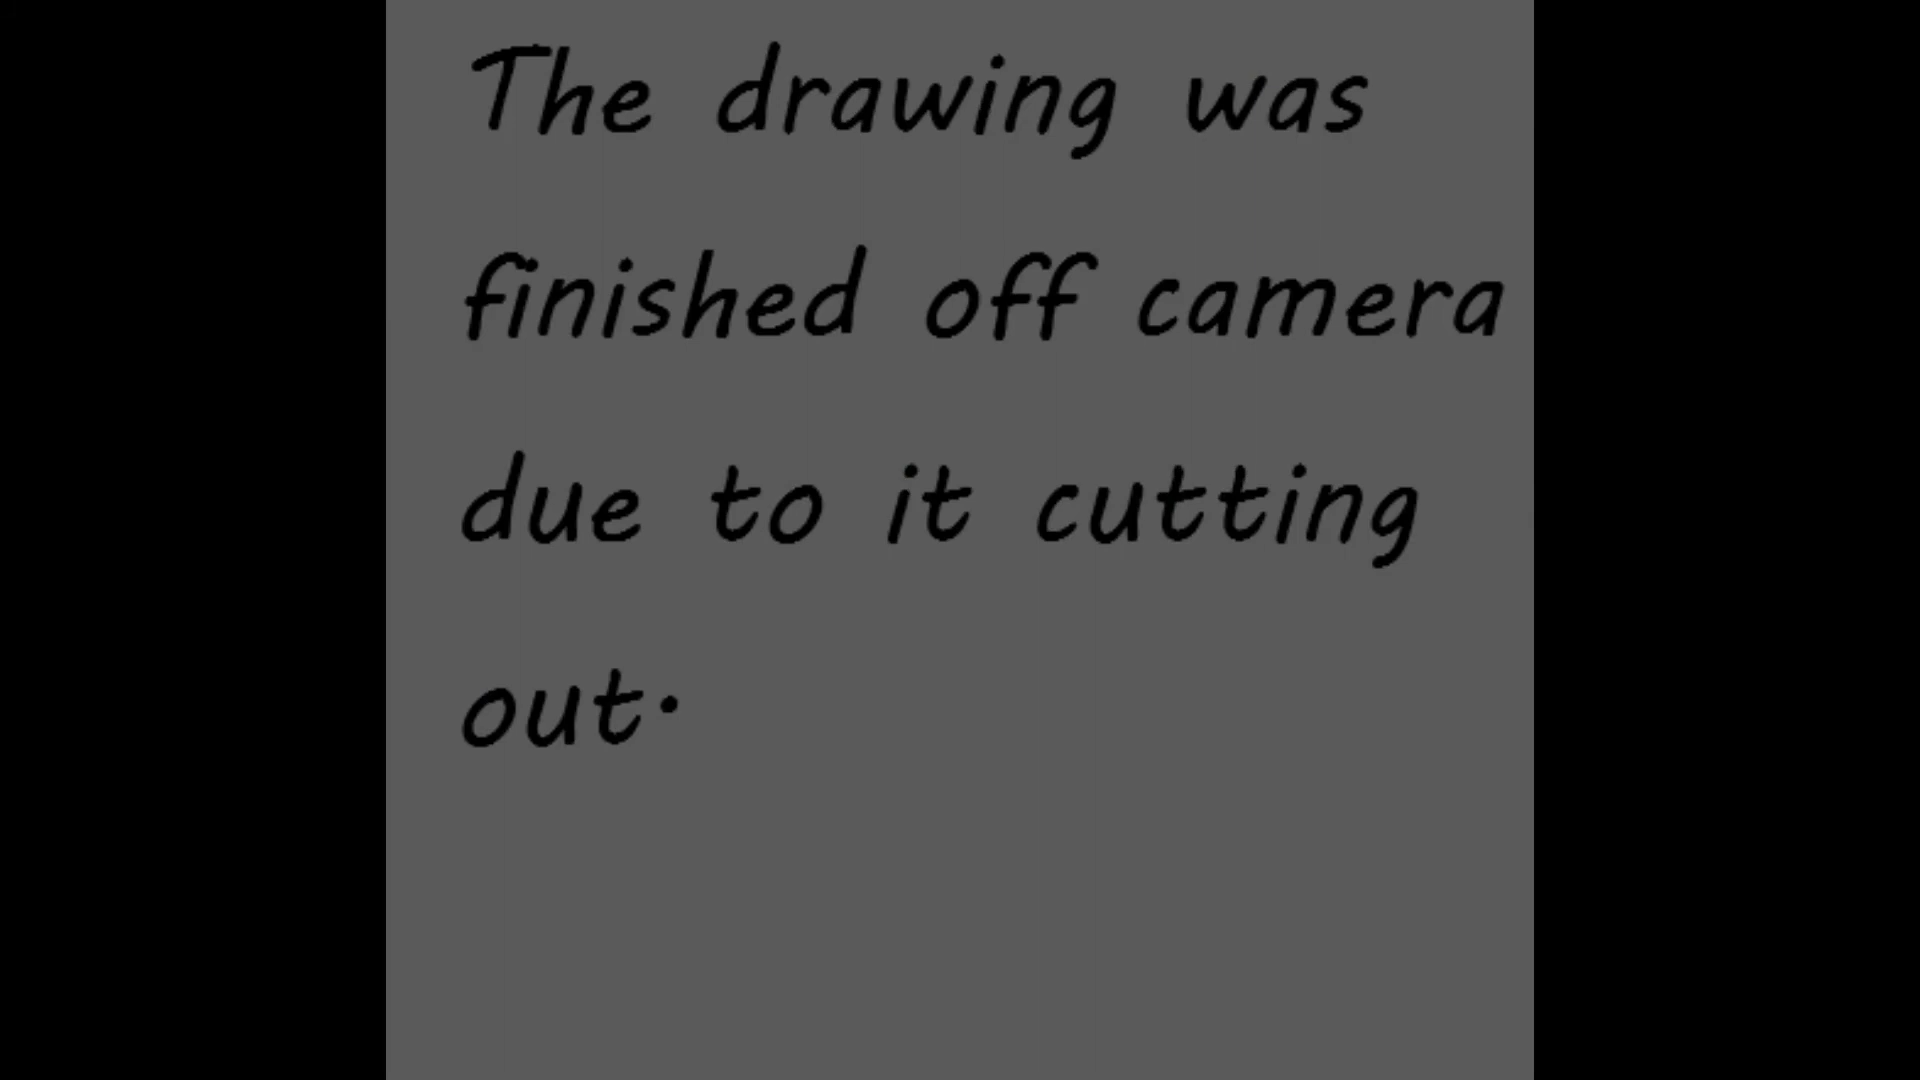 The drawing was
finished off camera
due to it cutting
out.